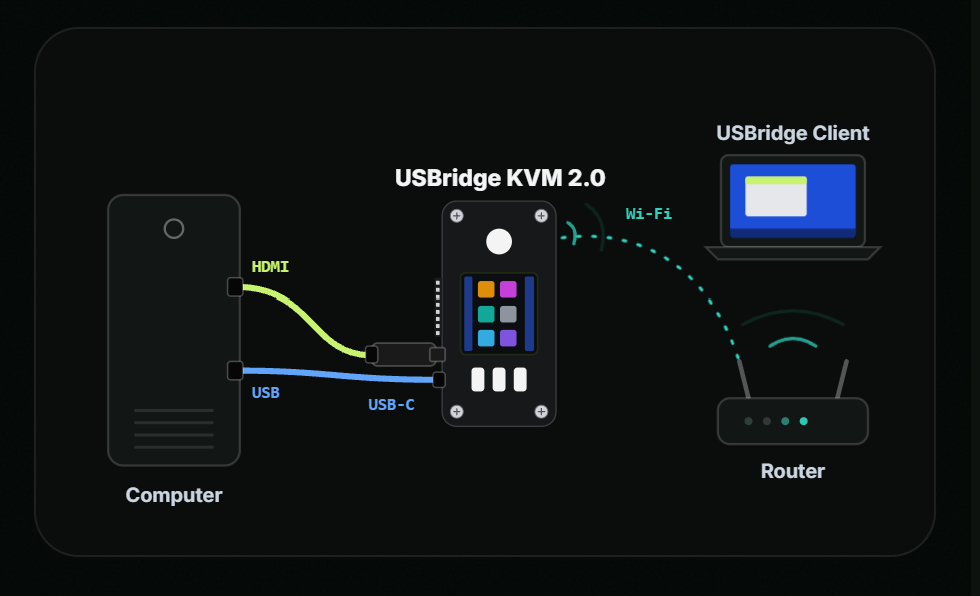 USBridge Client
USBridge KVM 2.0
Wi-Fi
HDMI
USB
USB-C
Router
Computer